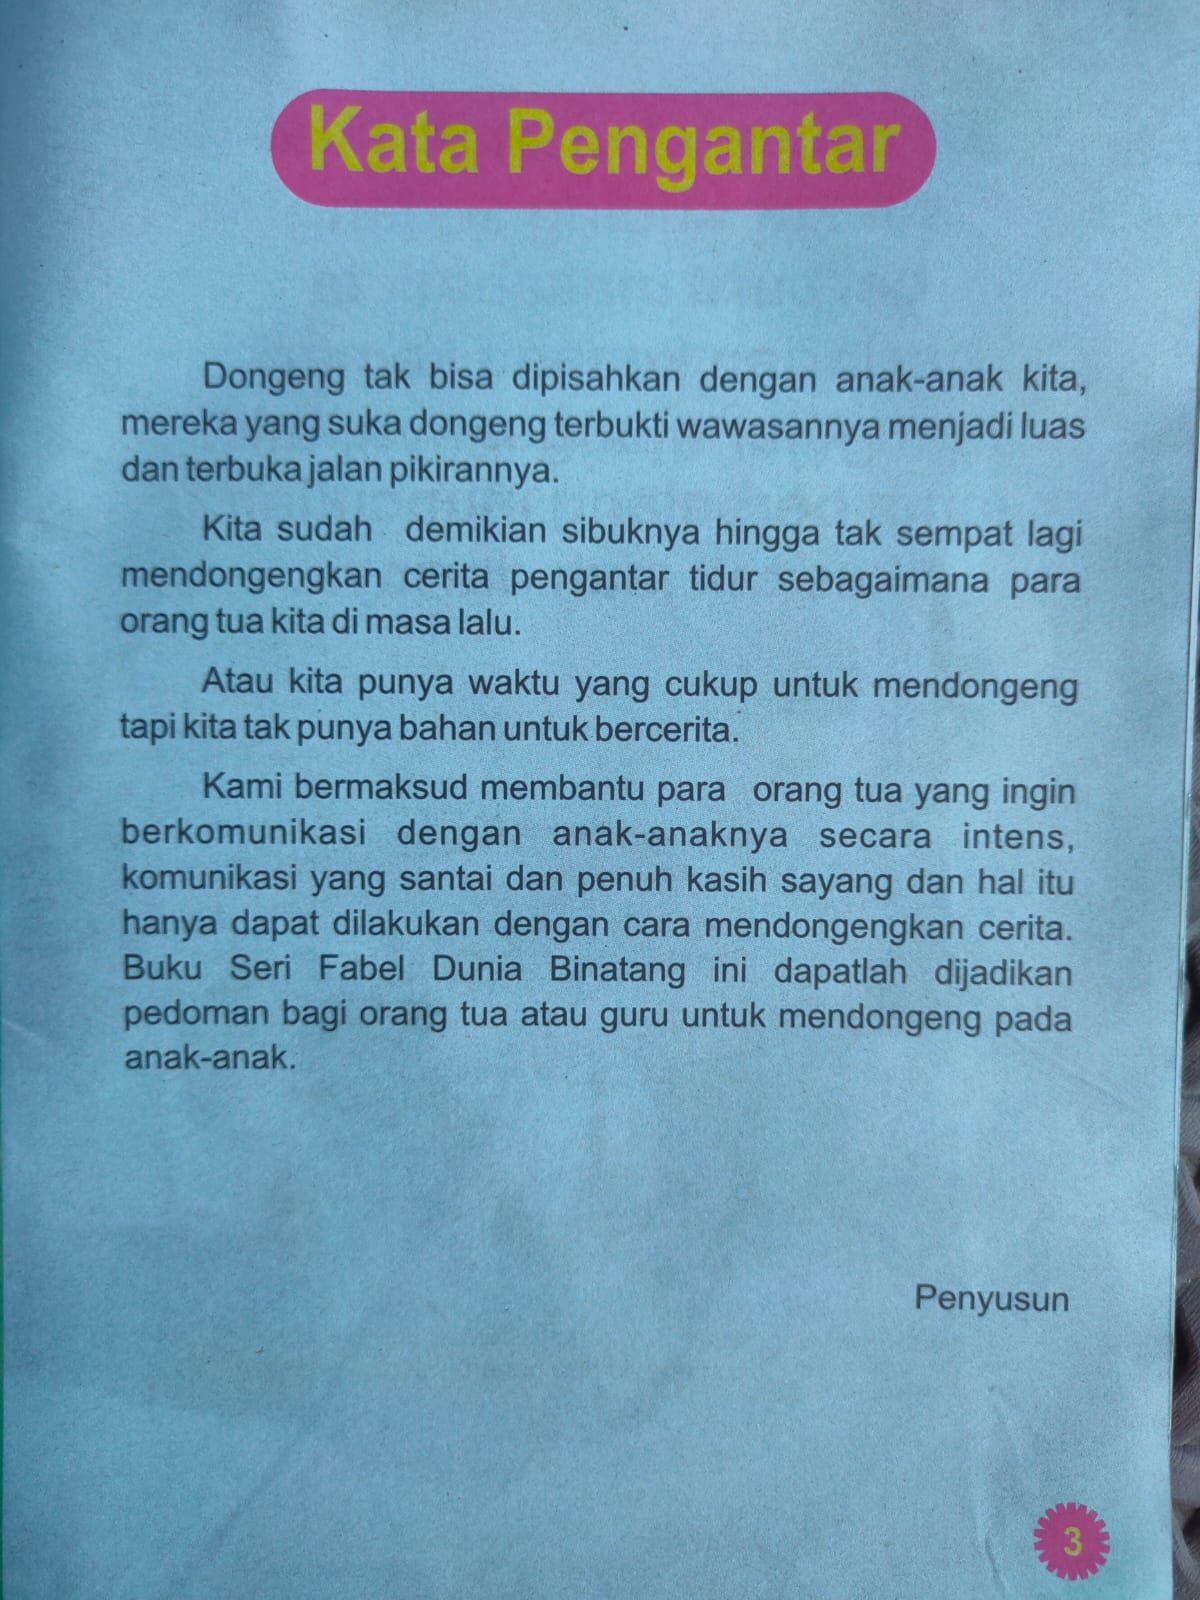 Kata Pengantar
Dongeng tak bisa dipisahkan dengan anak-anak kita,
mereka yang suka dongeng terbukti wawasannya menjadi luas
dan terbuka jalan pikirannya.
Kita sudah demikian sibuknya hingga tak sempat lagi
mendongengkan cerita pengantar tidur sebagaimana para
orang tua kita di masa lalu.
Atau kita punya waktu yang cukup untuk mendongeng
tapi kita tak punya bahan untuk bercerita.
Kami bermaksud membantu para orang tua yang ingin
berkomunikasi dengan anak-anaknya secara intens,
komunikasi yang santai dan penuh kasih sayang dan hal itu
hanya dapat dilakukan dengan cara mendongengkan cerita.
Buku Seri Fabel Dunia Binatang ini dapatlah dijadikan
pedoman bagi orang tua atau guru untuk mendongeng pada
anak-anak.
Penyusun
3